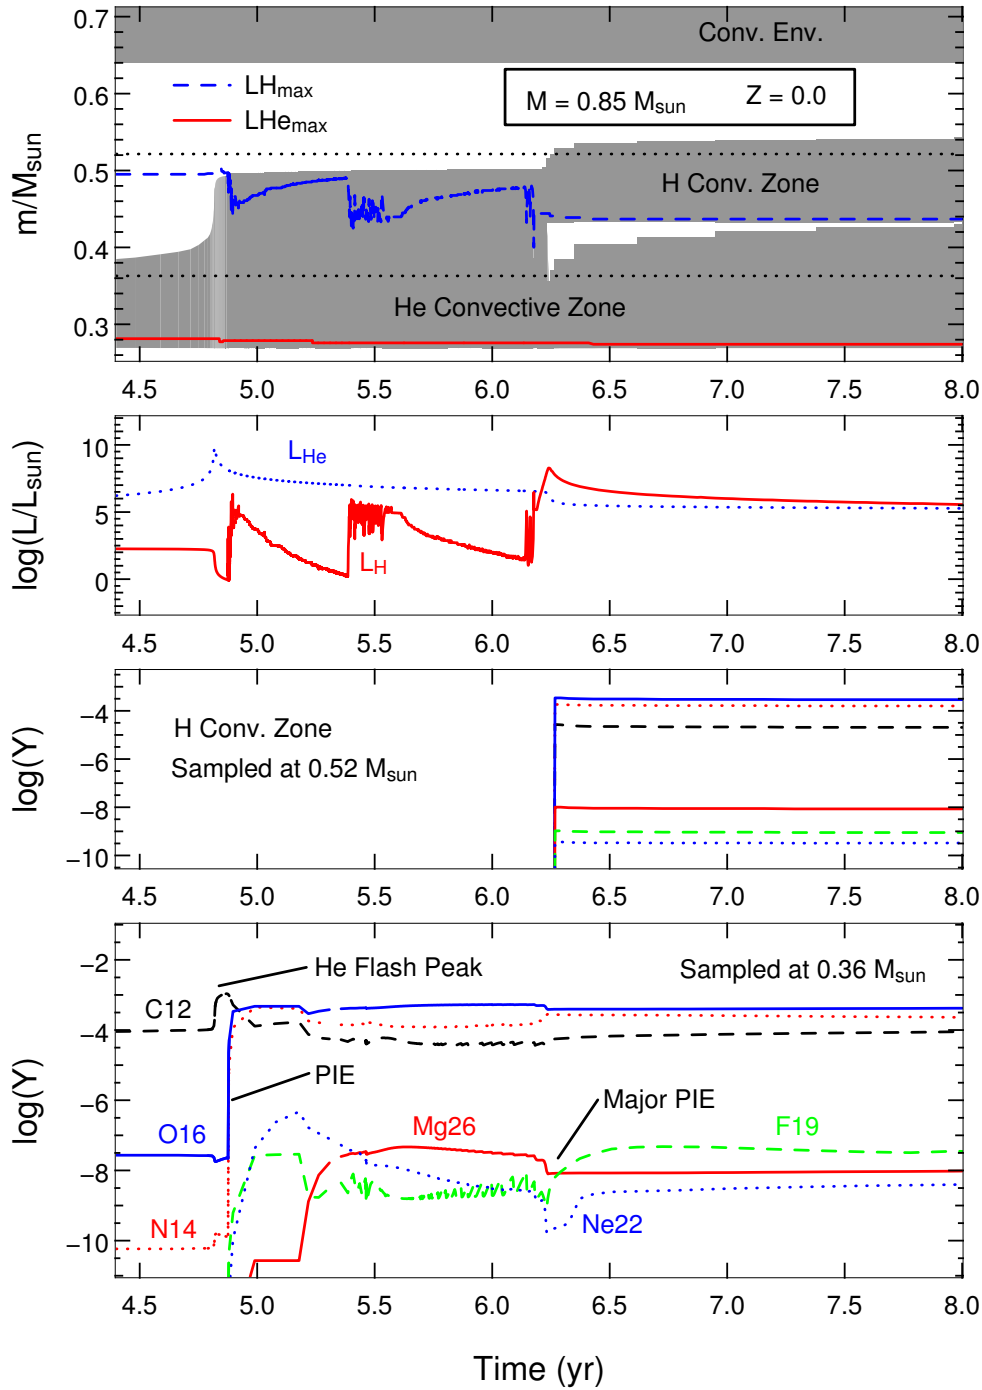 0.7
0.6
0.5
0.4
0.3
m/Msun
Conv. Env.
LHmax
LHemax
M = 0.85 Msun Z = 0.0
H Conv. Zone
He Convective Zone
4.5 5.0 5.5 6.0 6.5 7.0 7.5 8.0
10
5
0
log(L/Lsun)
LHe
LH
4.5 5.0 5.5 6.0 6.5 7.0 7.5 8.0
−4
−6
−8
−10
log(Y)
H Conv. Zone
Sampled at 0.52 Msun
4.5 5.0 5.5 6.0 6.5 7.0 7.5 8.0
−2
−4
−6
−8
−10
log(Y)
He Flash Peak
Sampled at 0.36 Msun
C12
PIE
Major PIE
O16
Mg26
F19
N14
Ne22
4.5 5.0 5.5 6.0 6.5 7.0 7.5 8.0
Time (yr)